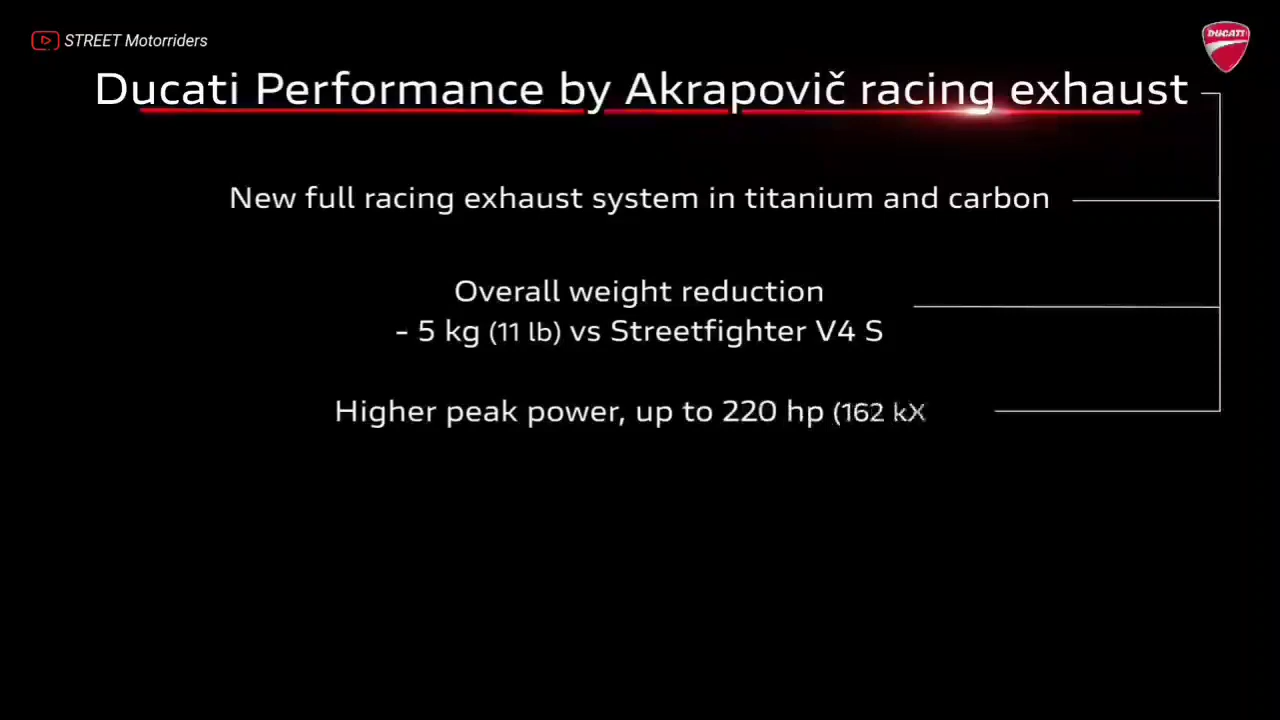 STREET Motorriders
DUCATI
Ducati Performance by Akrapovič racing exhaust
New full racing exhaust system in titanium and carbon
Overall weight reduction
- 5 kg (11 lb) vs Streetfighter V4 S
Higher peak power, up to 220 hp (162 kX